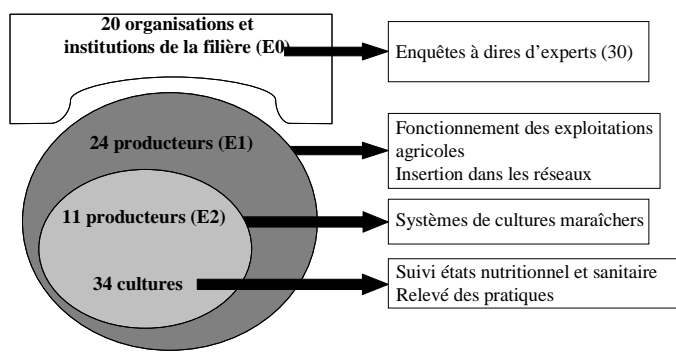 20 organisations et
institutions de la filière (E0)
Enquêtes à dires d'experts (30)
24 producteurs (E1)
Fonctionnement des exploitations
agricoles
Insertion dans les réseaux
11 producteurs (E2)
Systèmes de cultures maraîchers
34 cultures
Suivi états nutritionnel et sanitaire
Relevé des pratiques